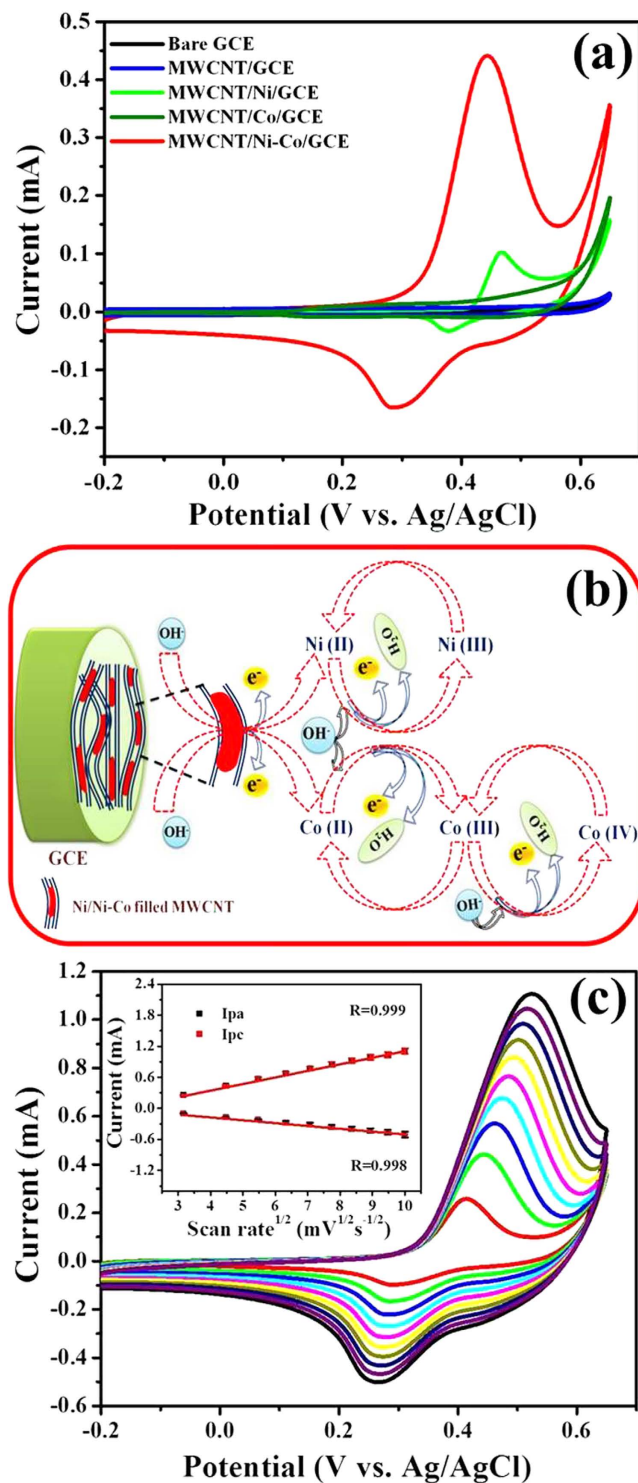 (a)
Bare GCE
MWCNT/GCE
MWCNT/Ni/GCE
MWCNT/Co/GCE
MWCNT/Ni-Co/GCE
0.5
0.4
0.3
0.2
0.1
0.0
-0.1
-0.2
Current (mA)
-0.2 0.0 0.2 0.4 0.6
Potential (V vs. Ag/AgCl)
(b)
OH-
Ni (II)
Ni (III)
H2O
e-
e-
OH-
e-
e-
OH-
Co (II)
H2O
Co (III)
H2O
e-
Co (IV)
OH-
GCE
Ni/Ni-Co filled MWCNT
(c)
1.2
1.0
0.8
0.6
0.4
0.2
0.0
-0.2
-0.4
-0.6
Current (mA)
2.4
1.8
1.2
0.6
0.0
-0.6
-1.2
Current (mA)
Ipa
Ipc
R=0.999
R=0.998
3 4 5 6 7 8 9 10
Scan rate1/2 (mV1/2s-1/2)
-0.2 0.0 0.2 0.4 0.6
Potential (V vs. Ag/AgCl)